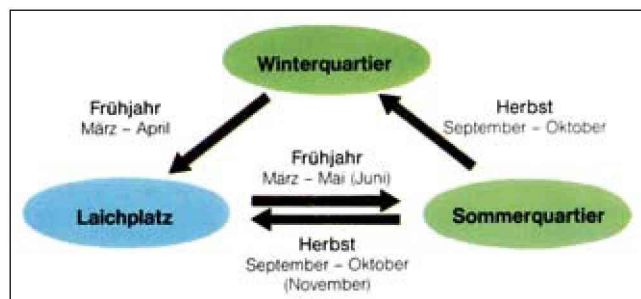 Winterquartier
Frühjahr
März – April
Herbst
September – Oktober
Frühjahr
März – Mai (Juni)
Laichplatz
Sommerquartier
Herbst
September – Oktober
(November)